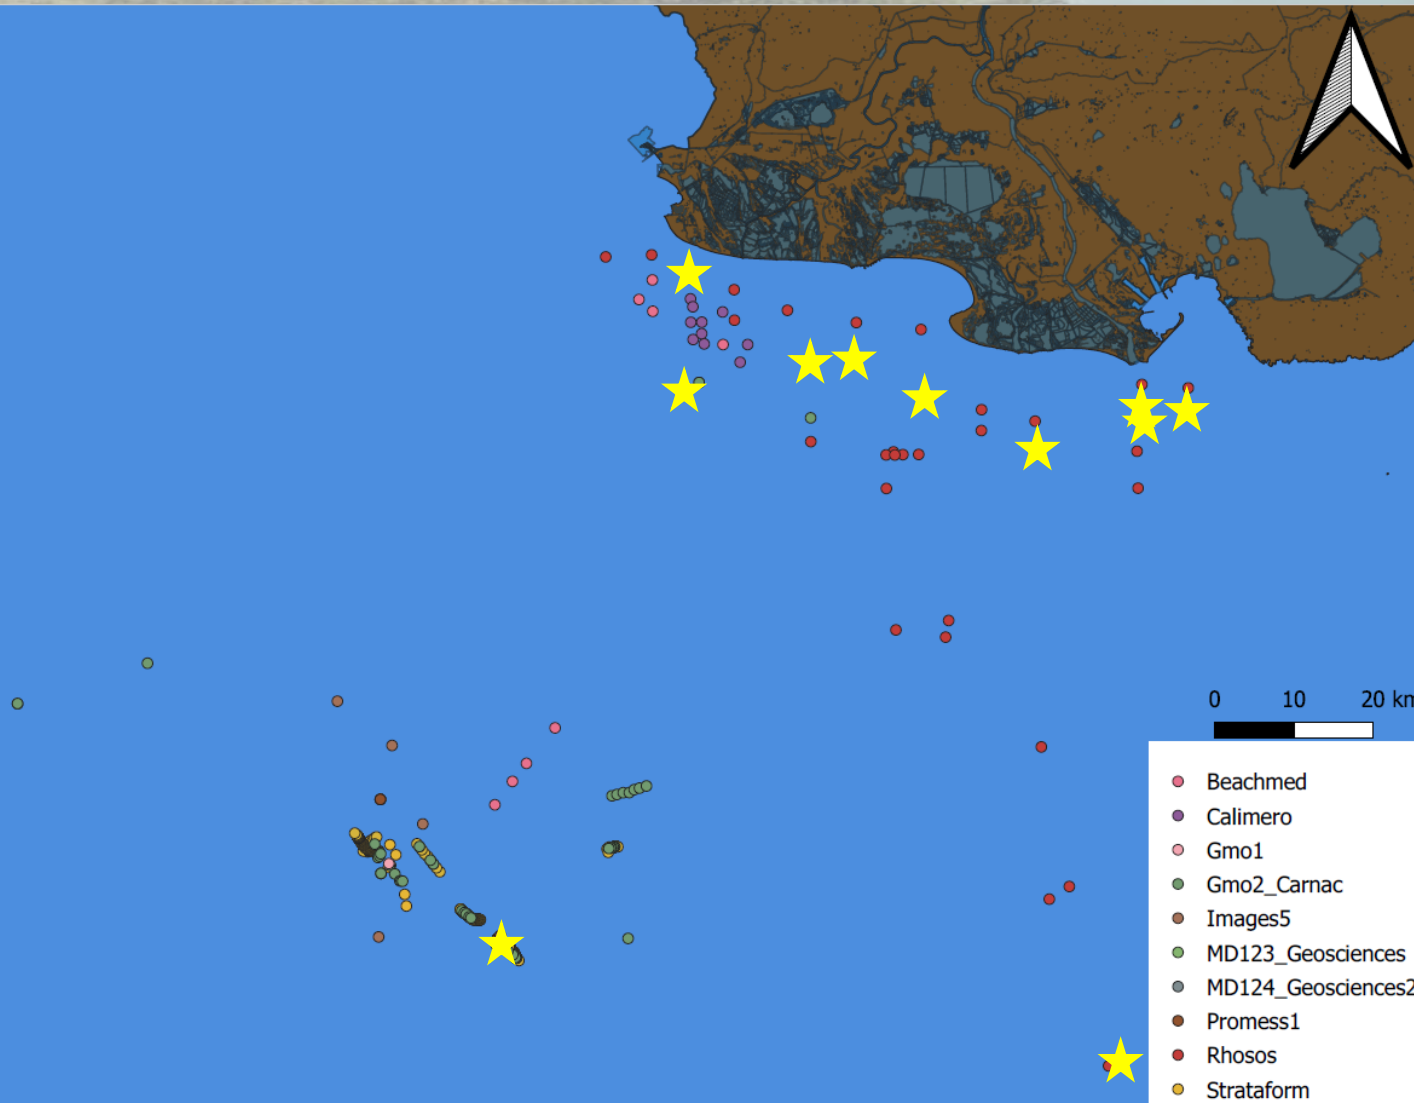 0 10 20 km
Beachmed
Calimero
Gmo1
Gmo2_Carnac
Images5
MD123_Geosciences
MD124_Geosciences2
Promess1
Rhosos
Strataform